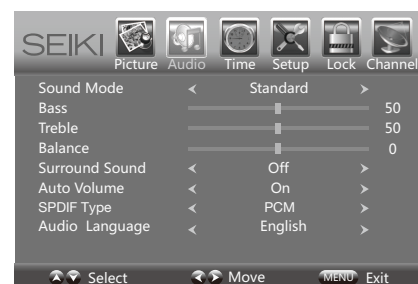 SEIKI
Picture Audio Time Setup Lock Channel
Sound Mode Standard
Bass 50
Treble 50
Balance 0
Surround Sound Off
Auto Volume On
SPDIF Type PCM
Audio Language English
Select Move MENU Exit